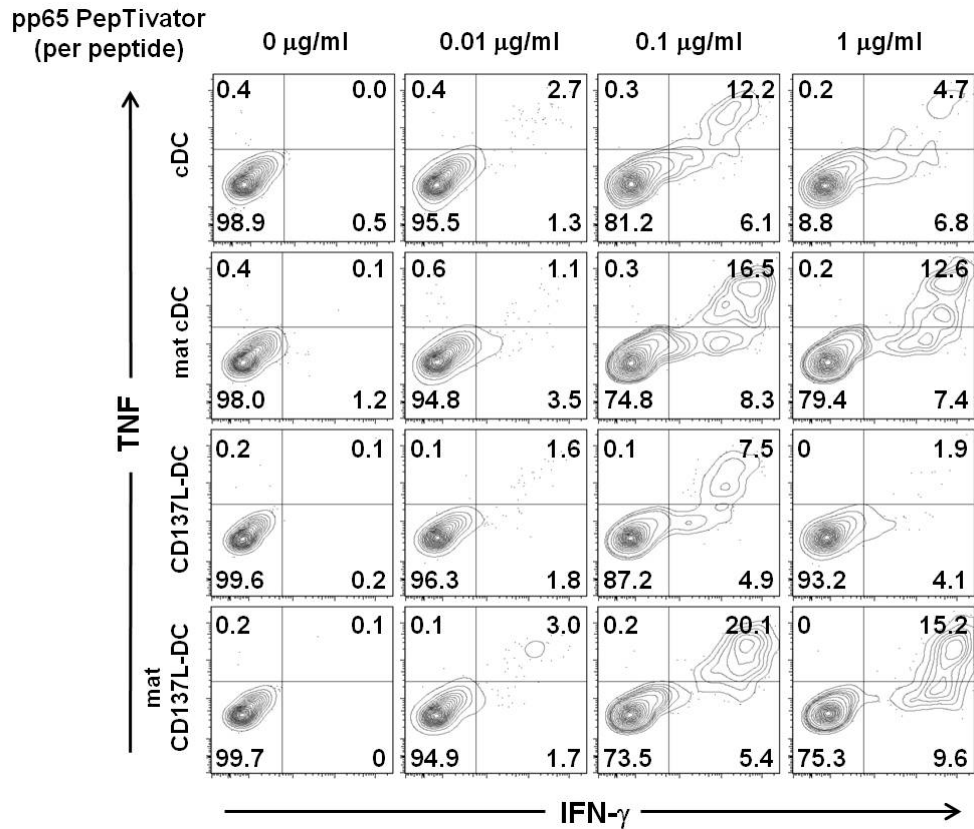 pp65 PepTivator
(per peptide)
0 µg/ml 0.01 µg/ml 0.1 µg/ml 1 µg/ml
TNF
cDC
0.4 0.0 0.4 2.7 0.3 12.2 0.2 4.7
98.9 0.5 95.5 1.3 81.2 6.1 8.8 6.8
mat cDC
0.4 0.1 0.6 1.1 0.3 16.5 0.2 12.6
98.0 1.2 94.8 3.5 74.8 8.3 79.4 7.4
CD137L-DC
0.2 0.1 0.1 1.6 0.1 7.5 0 1.9
99.6 0.2 96.3 1.8 87.2 4.9 93.2 4.1
mat
CD137L-DC
0.2 0.1 0.1 3.0 0.2 20.1 0 15.2
99.7 0 94.9 1.7 73.5 5.4 75.3 9.6
IFN-γ